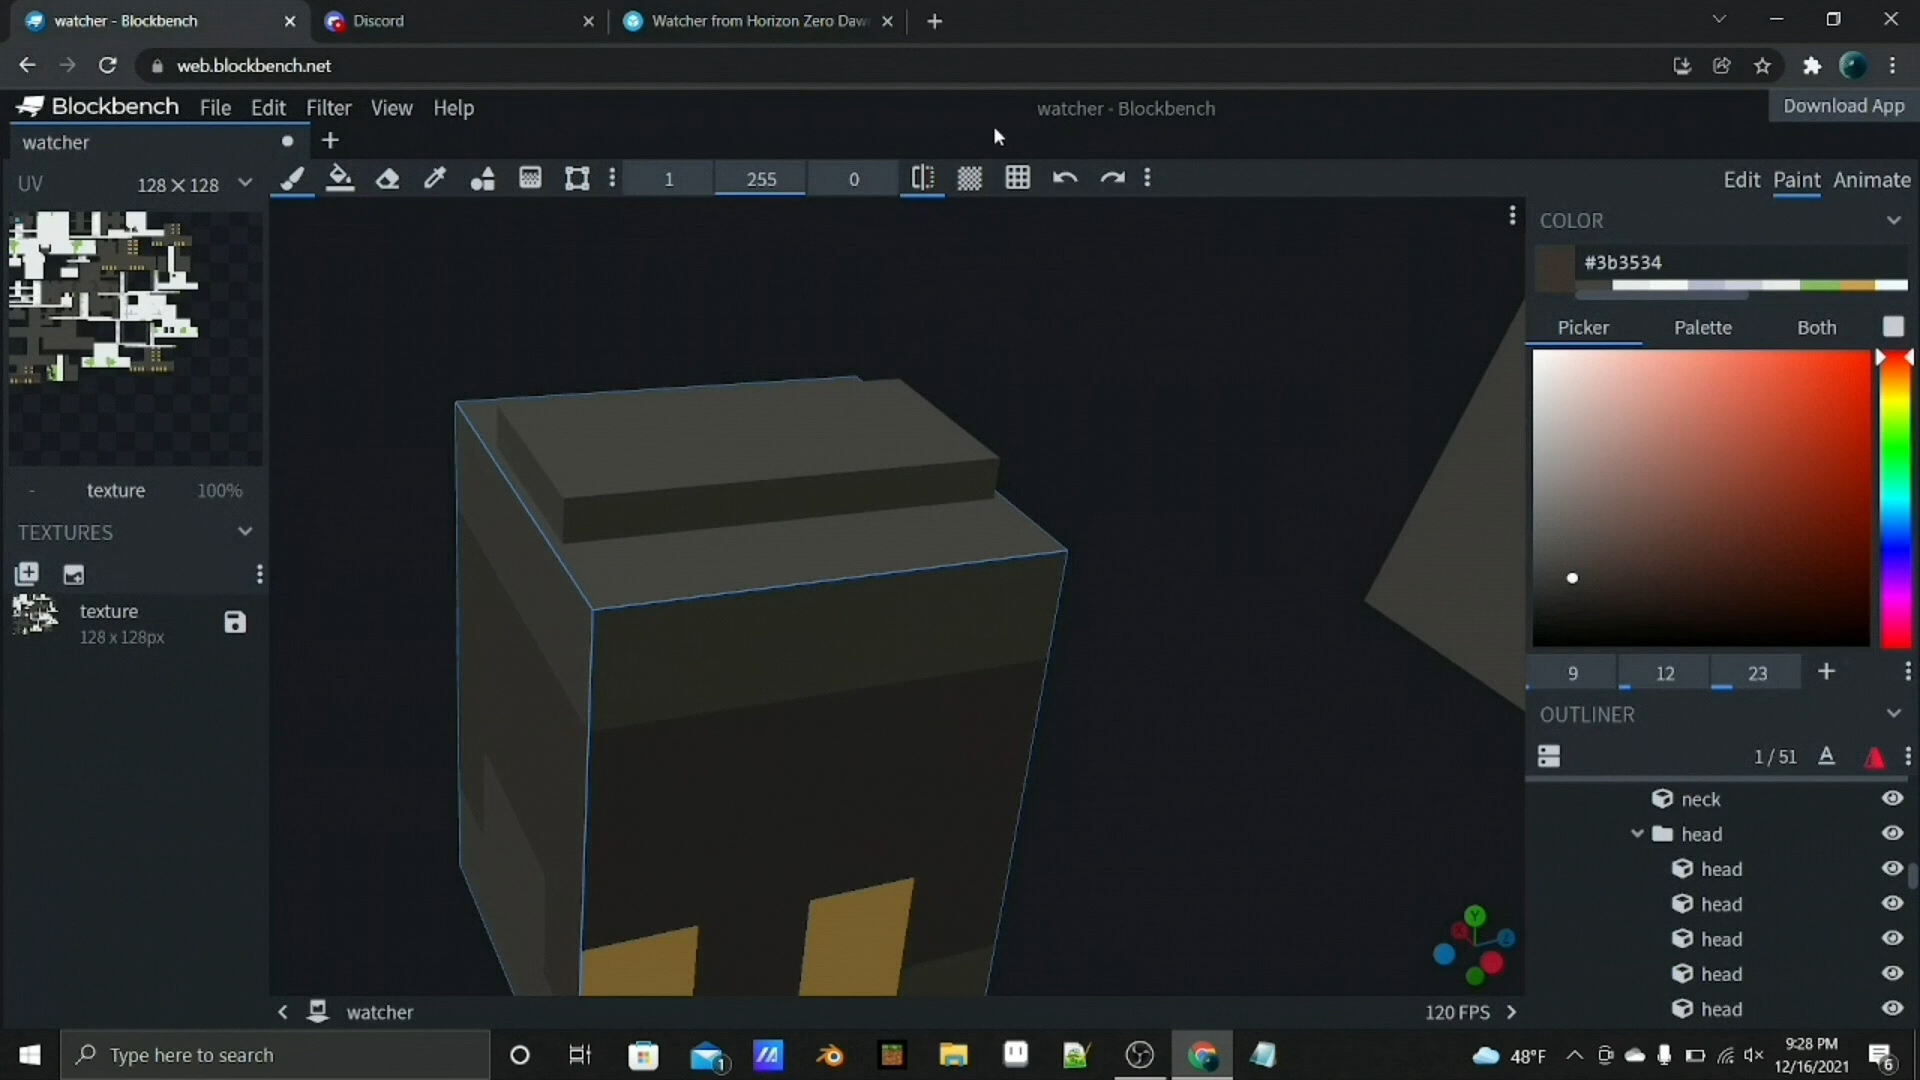 watcher - Blockbench
Discord
Watcher from Horizon Zero Daw
web.blockbench.net
Blockbench File Edit Filter View Help
watcher - Blockbench
Download App
watcher
UV 128 × 128
1 255 0
Edit Paint Animate
COLOR
#3b3534
Picker Palette Both
- texture 100%
TEXTURES
texture
128 x 128px
9 12 23
OUTLINER
1 / 51
neck
head
head
head
head
head
head
watcher
120 FPS
Type here to search
1
48°F
9:28 PM
12/16/2021
6
Y
Z